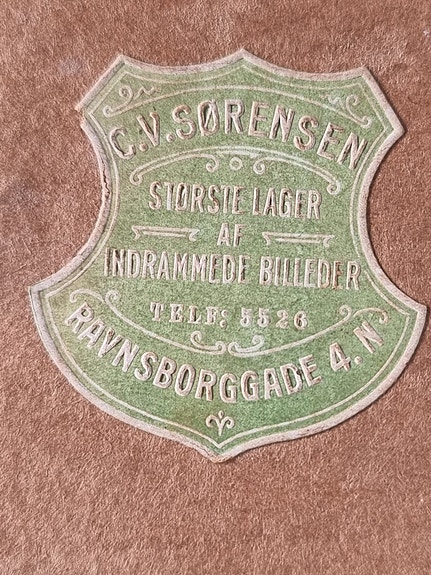 C.V. SØRENSEN
STØRSTE LAGER
AF
INDRAMMEDE BILLEDER
TELF: 5526
RAVNSBORGGADE 4. N